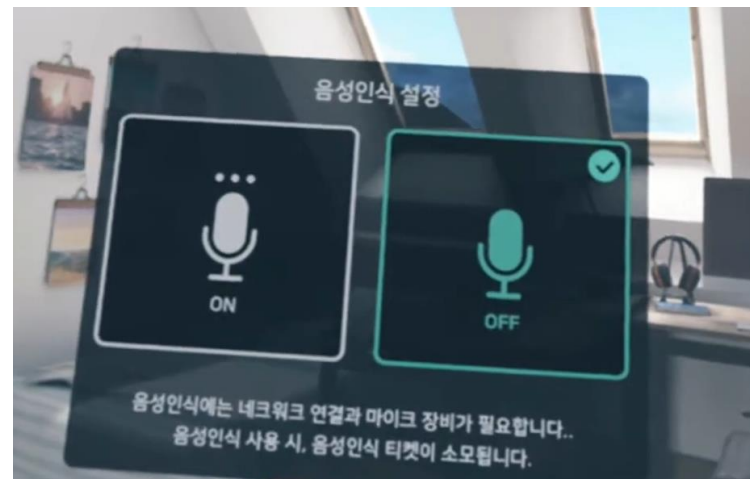 음성인식 설정
ON
OFF
음성인식에는 네크워크 연결과 마이크 장비가 필요합니다..
음성인식 사용 시, 음성인식 티켓이 소모됩니다.